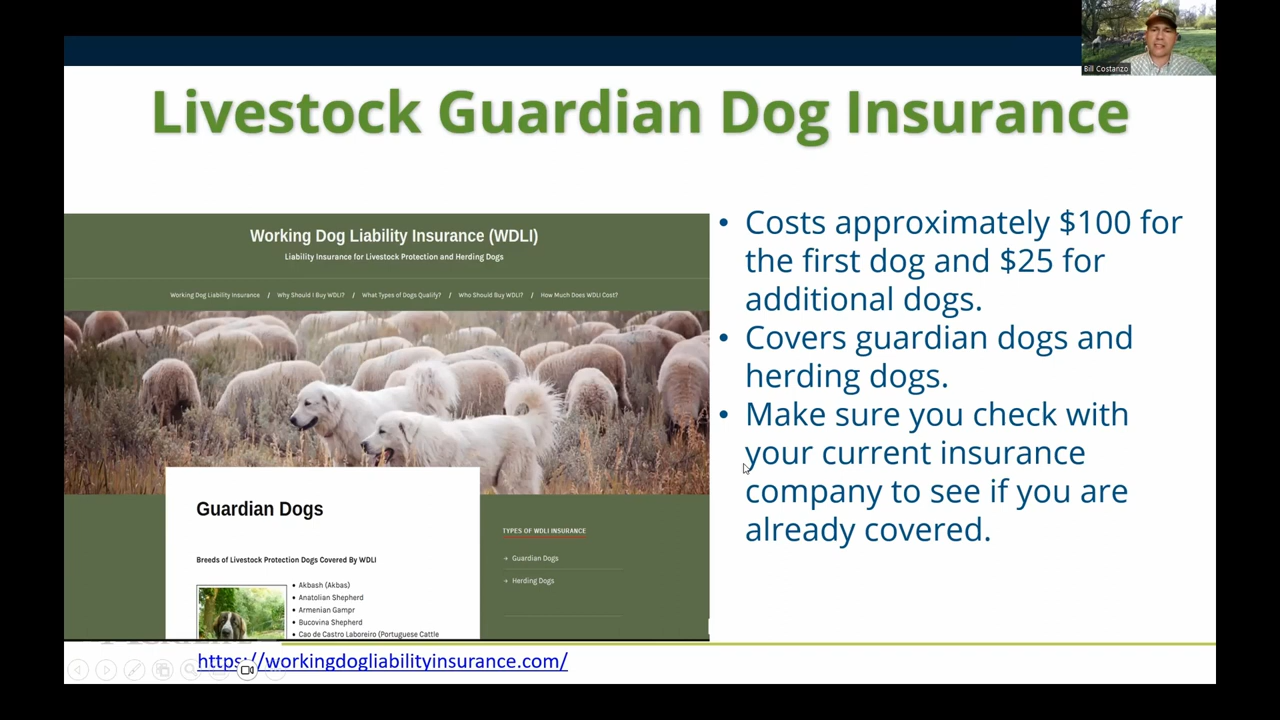 Bill Costanzo
Livestock Guardian Dog Insurance
Working Dog Liability Insurance (WDLI)
Liability Insurance for Livestock Protection and Herding Dogs
Working Dog Liability Insurance / Why Should I Buy WDLI? / What Types of Dogs Qualify? / Who Should Buy WDLI? / How Much Does WDLI Cost?
Guardian Dogs
Breeds of Livestock Protection Dogs Covered By WDLI
• Akbash (Akbas)
• Anatolian Shepherd
• Armenian Gampr
• Bucovina Shepherd
• Cao de Castro Laboreiro (Portuguese Cattle
TYPES OF WDLI INSURANCE
Guardian Dogs
Herding Dogs
• Costs approximately $100 for
the first dog and $25 for
additional dogs.
• Covers guardian dogs and
herding dogs.
• Make sure you check with
your current insurance
company to see if you are
already covered.
https://workingdogliabilityinsurance.com/